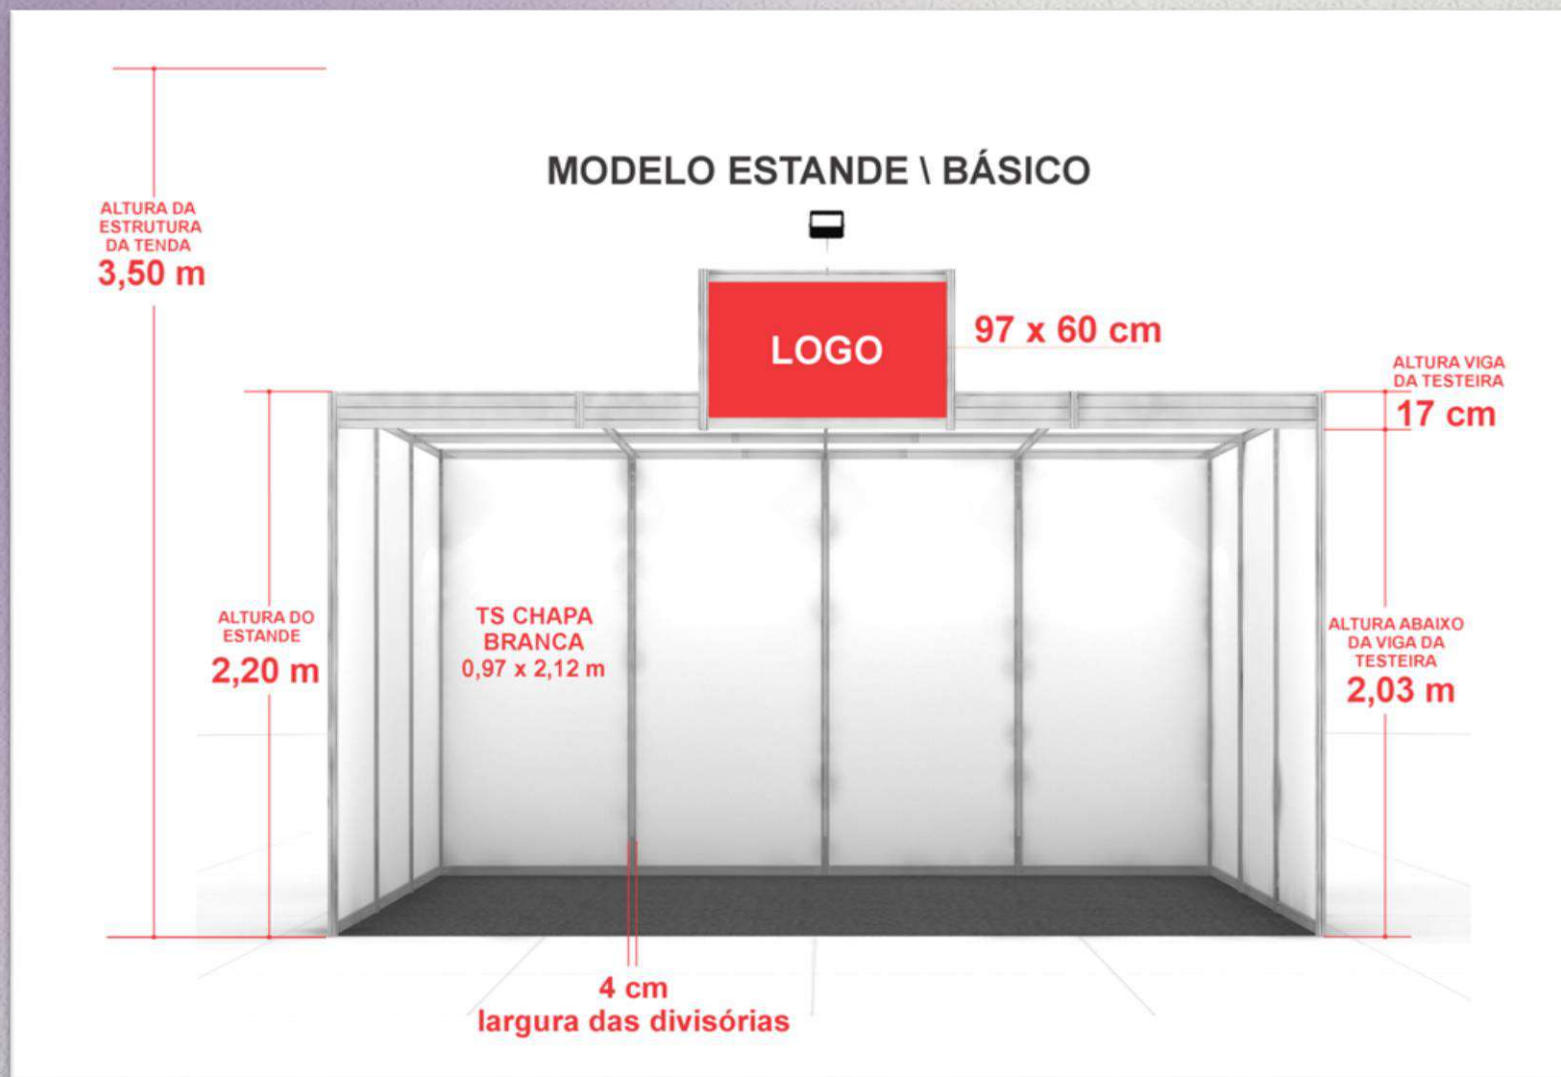 MODELO ESTANDE \ BÁSICO
ALTURA DA
ESTRUTURA
DA TENDA
3,50 m
LOGO
97 x 60 cm
ALTURA VIGA
DA TESTEIRA
17 cm
ALTURA DO
ESTANDE
2,20 m
TS CHAPA
BRANCA
0,97 x 2,12 m
ALTURA ABAIXO
DA VIGA DA
TESTEIRA
2,03 m
4 cm
largura das divisórias